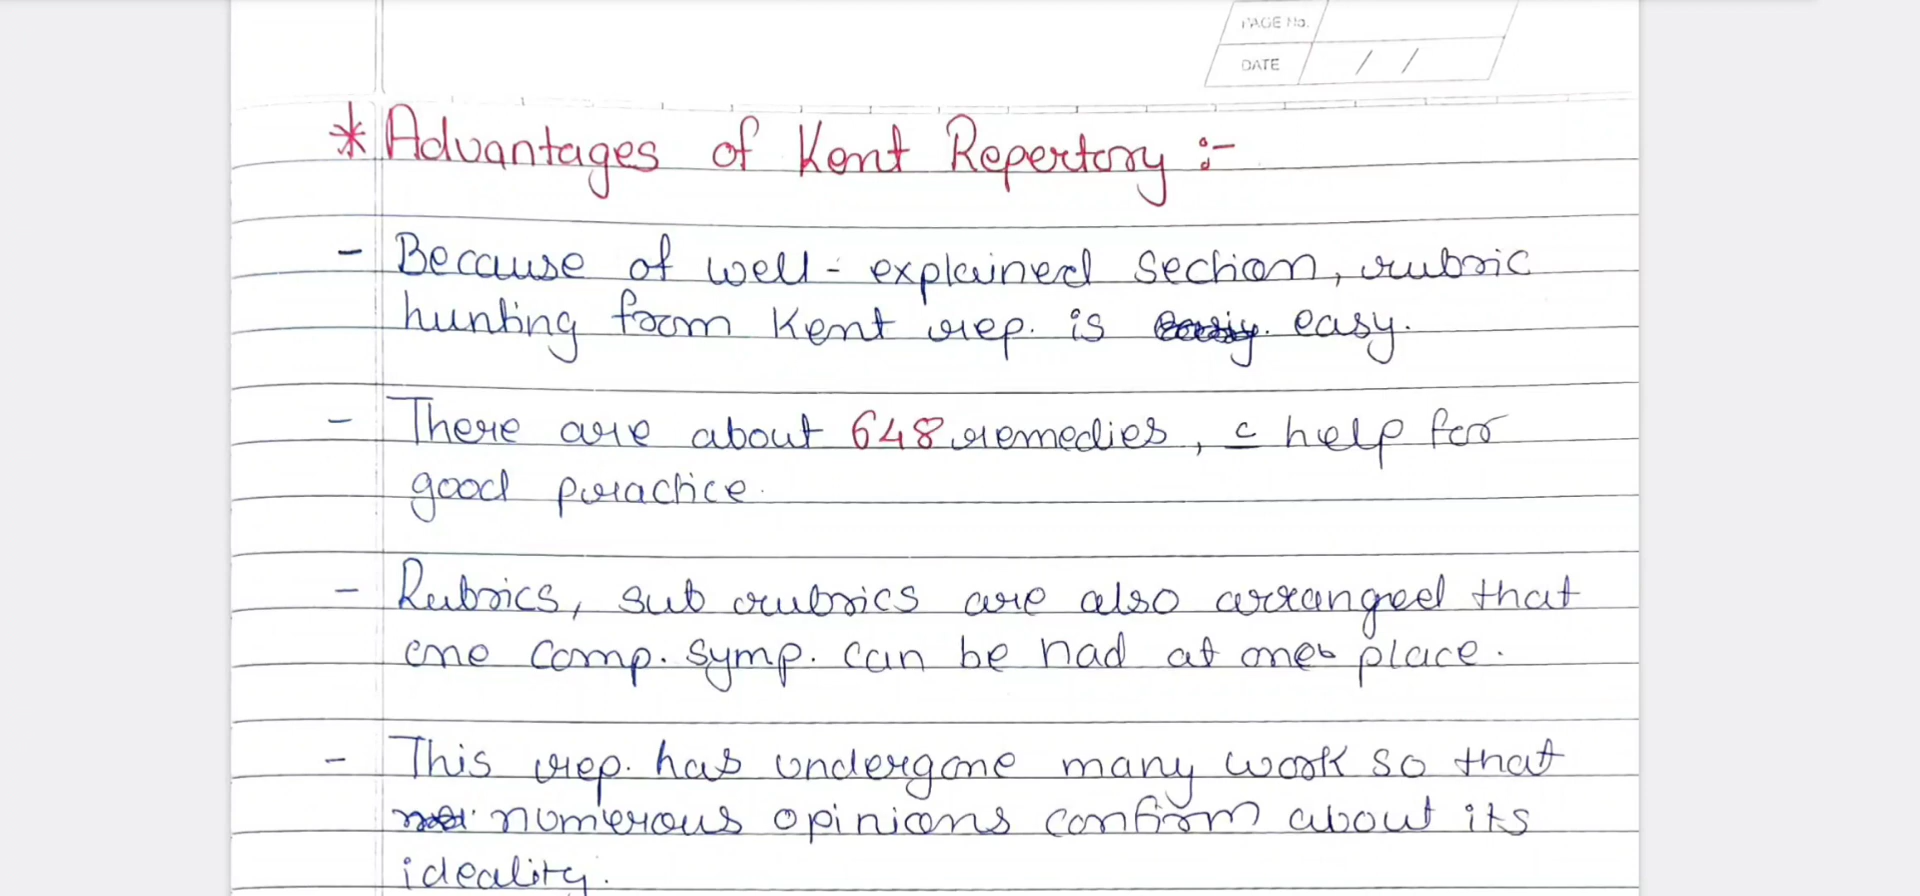 PAGE No.
DATE / /
* Advantages of Kent Repertory :-
- Because of well-explained section, rubric
hunting from Kent rep. is easy.
- There are about 648 remedies, c help for
good practice.
- Rubrics, sub rubrics are also arranged that
one comp. symp. can be had at one place.
- This rep. has undergone many work so that
numerous opinions confirm about its
ideality.